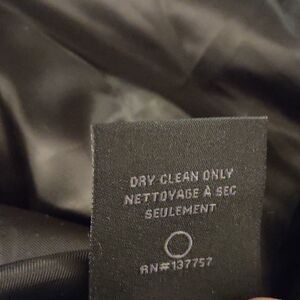 DRY CLEAN ONLY
NETTOYAGE À SEC
SEULEMENT
RN#137757